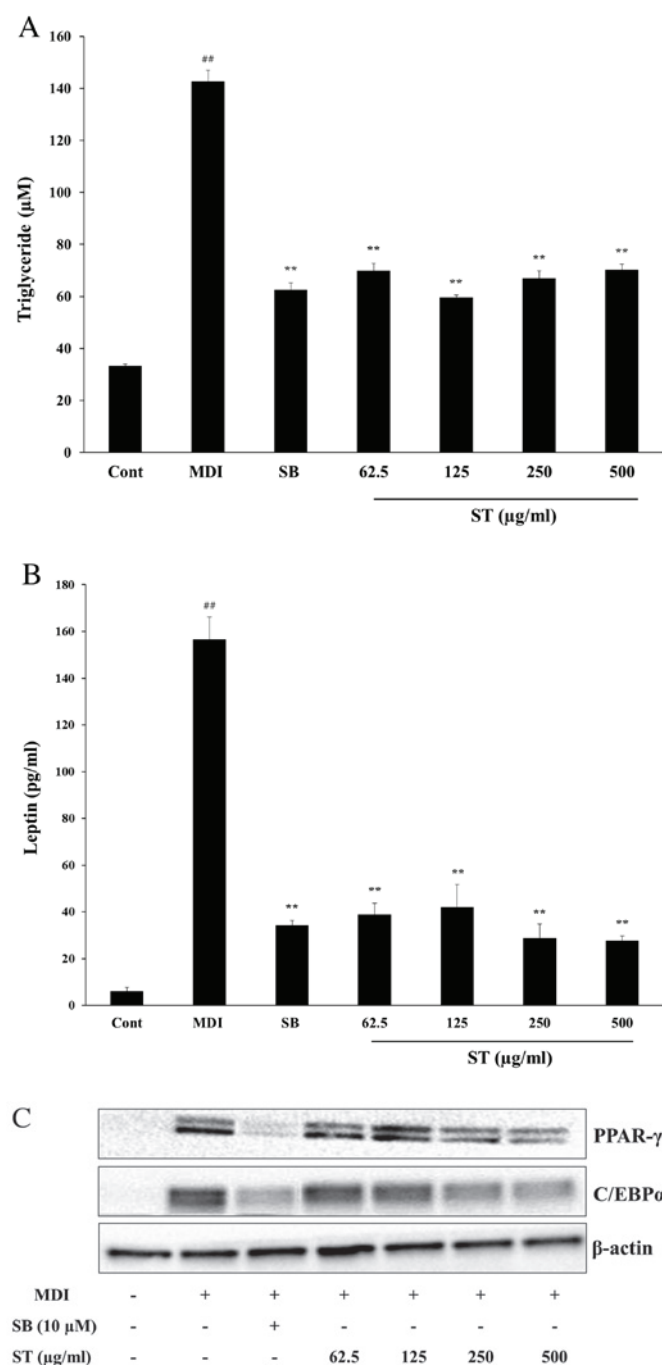 A
Triglyceride (µM)
160
140
120
100
80
60
40
20
0
##
**
**
**
**
**
Cont MDI SB 62.5 125 250 500
ST (µg/ml)
B
Leptin (pg/ml)
180
160
140
120
100
80
60
40
20
0
##
**
**
**
**
**
Cont MDI SB 62.5 125 250 500
ST (µg/ml)
C
PPAR-γ
C/EBPα
β-actin
MDI - + + + + + +
SB (10 µM) - - + - - - -
ST (µg/ml) - - - 62.5 125 250 500